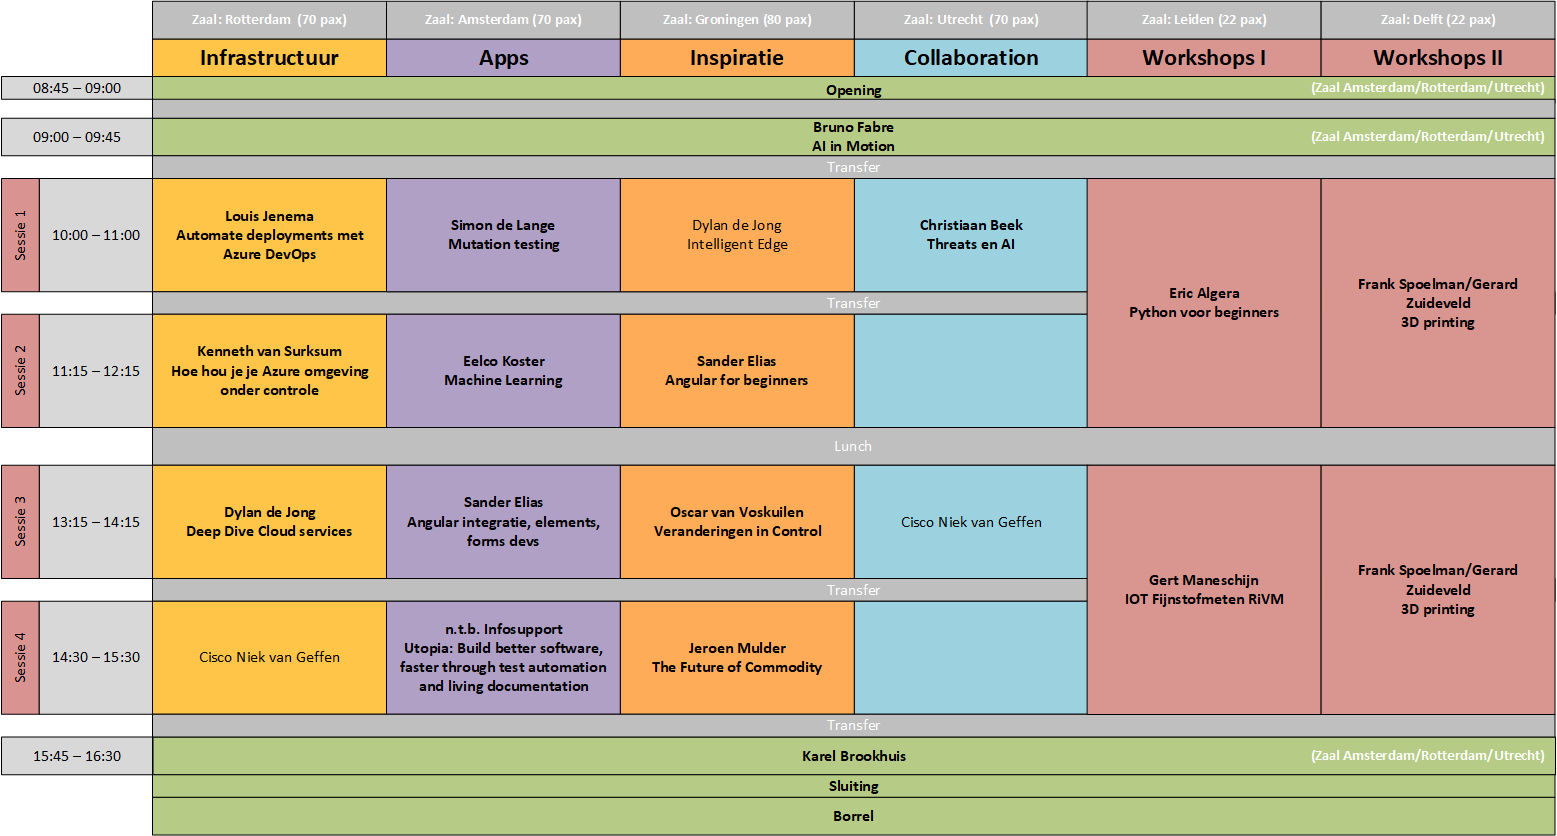 Zaal: Rotterdam (70 pax)
Zaal: Amsterdam (70 pax)
Zaal: Groningen (80 pax)
Zaal: Utrecht (70 pax)
Zaal: Leiden (22 pax)
Zaal: Delft (22 pax)
Infrastructuur
Apps
Inspiratie
Collaboration
Workshops I
Workshops II
08:45 – 09:00
Opening
(Zaal Amsterdam/Rotterdam/Utrecht)
09:00 – 09:45
Bruno Fabre
AI in Motion
(Zaal Amsterdam/Rotterdam/Utrecht)
Transfer
Sessie 1
10:00 – 11:00
Louis Jenema
Automate deployments met
Azure DevOps
Simon de Lange
Mutation testing
Dylan de Jong
Intelligent Edge
Christiaan Beek
Threats en AI
Eric Algera
Python voor beginners
Frank Spoelman/Gerard
Zuideveld
3D printing
Transfer
Sessie 2
11:15 – 12:15
Kenneth van Surksum
Hoe hou je je Azure omgeving
onder controle
Eelco Koster
Machine Learning
Sander Elias
Angular for beginners
Lunch
Sessie 3
13:15 – 14:15
Dylan de Jong
Deep Dive Cloud services
Sander Elias
Angular integratie, elements,
forms devs
Oscar van Voskuilen
Veranderingen in Control
Cisco Niek van Geffen
Gert Maneschijn
IOT Fijnstofmeten RiVM
Frank Spoelman/Gerard
Zuideveld
3D printing
Transfer
Sessie 4
14:30 – 15:30
Cisco Niek van Geffen
n.t.b. Infosupport
Utopia: Build better software,
faster through test automation
and living documentation
Jeroen Mulder
The Future of Commodity
Transfer
15:45 – 16:30
Karel Brookhuis
(Zaal Amsterdam/Rotterdam/Utrecht)
Sluiting
Borrel